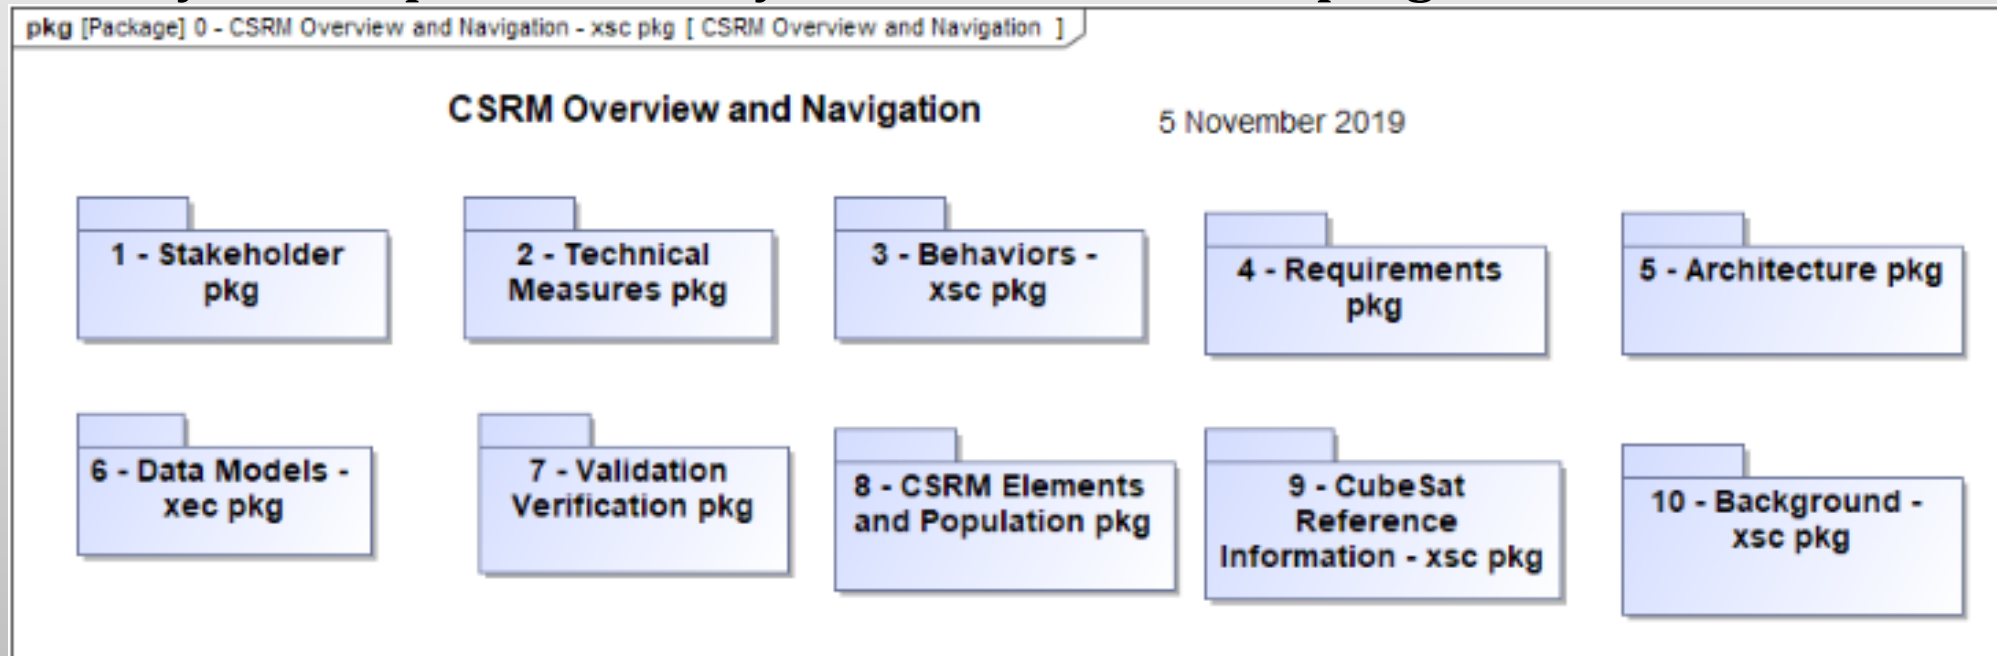 pkg [Package] 0 - CSRM Overview and Navigation - xsc pkg [ CSRM Overview and Navigation ]
CSRM Overview and Navigation
5 November 2019
1 - Stakeholder
pkg
2 - Technical
Measures pkg
3 - Behaviors -
xsc pkg
4 - Requirements
pkg
5 - Architecture pkg
6 - Data Models -
xec pkg
7 - Validation
Verification pkg
8 - CSRM Elements
and Population pkg
9 - CubeSat
Reference
Information - xsc pkg
10 - Background -
xsc pkg